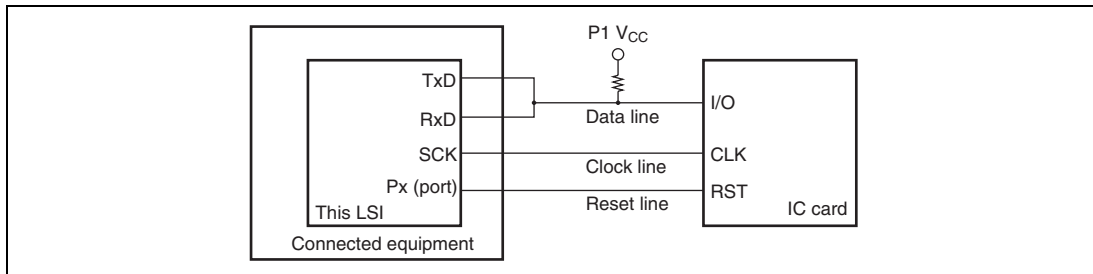 P1 VCC
TxD
RxD
SCK
Px (port)
This LSI
Connected equipment
Data line
Clock line
Reset line
I/O
CLK
RST
IC card